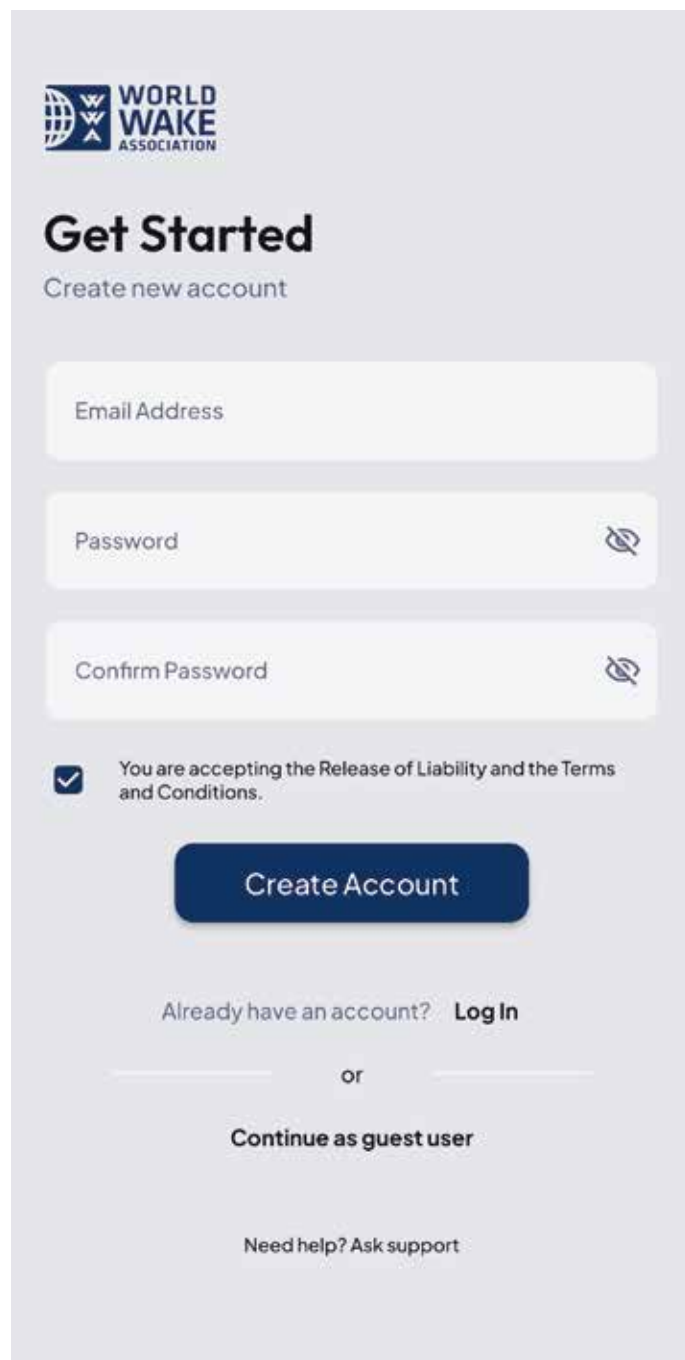 WWA
WORLD
WAKE
ASSOCIATION
Get Started
Create new account
Email Address
Password
Confirm Password
You are accepting the Release of Liability and the Terms
and Conditions.
Create Account
Already have an account? Log In
or
Continue as guest user
Need help? Ask support